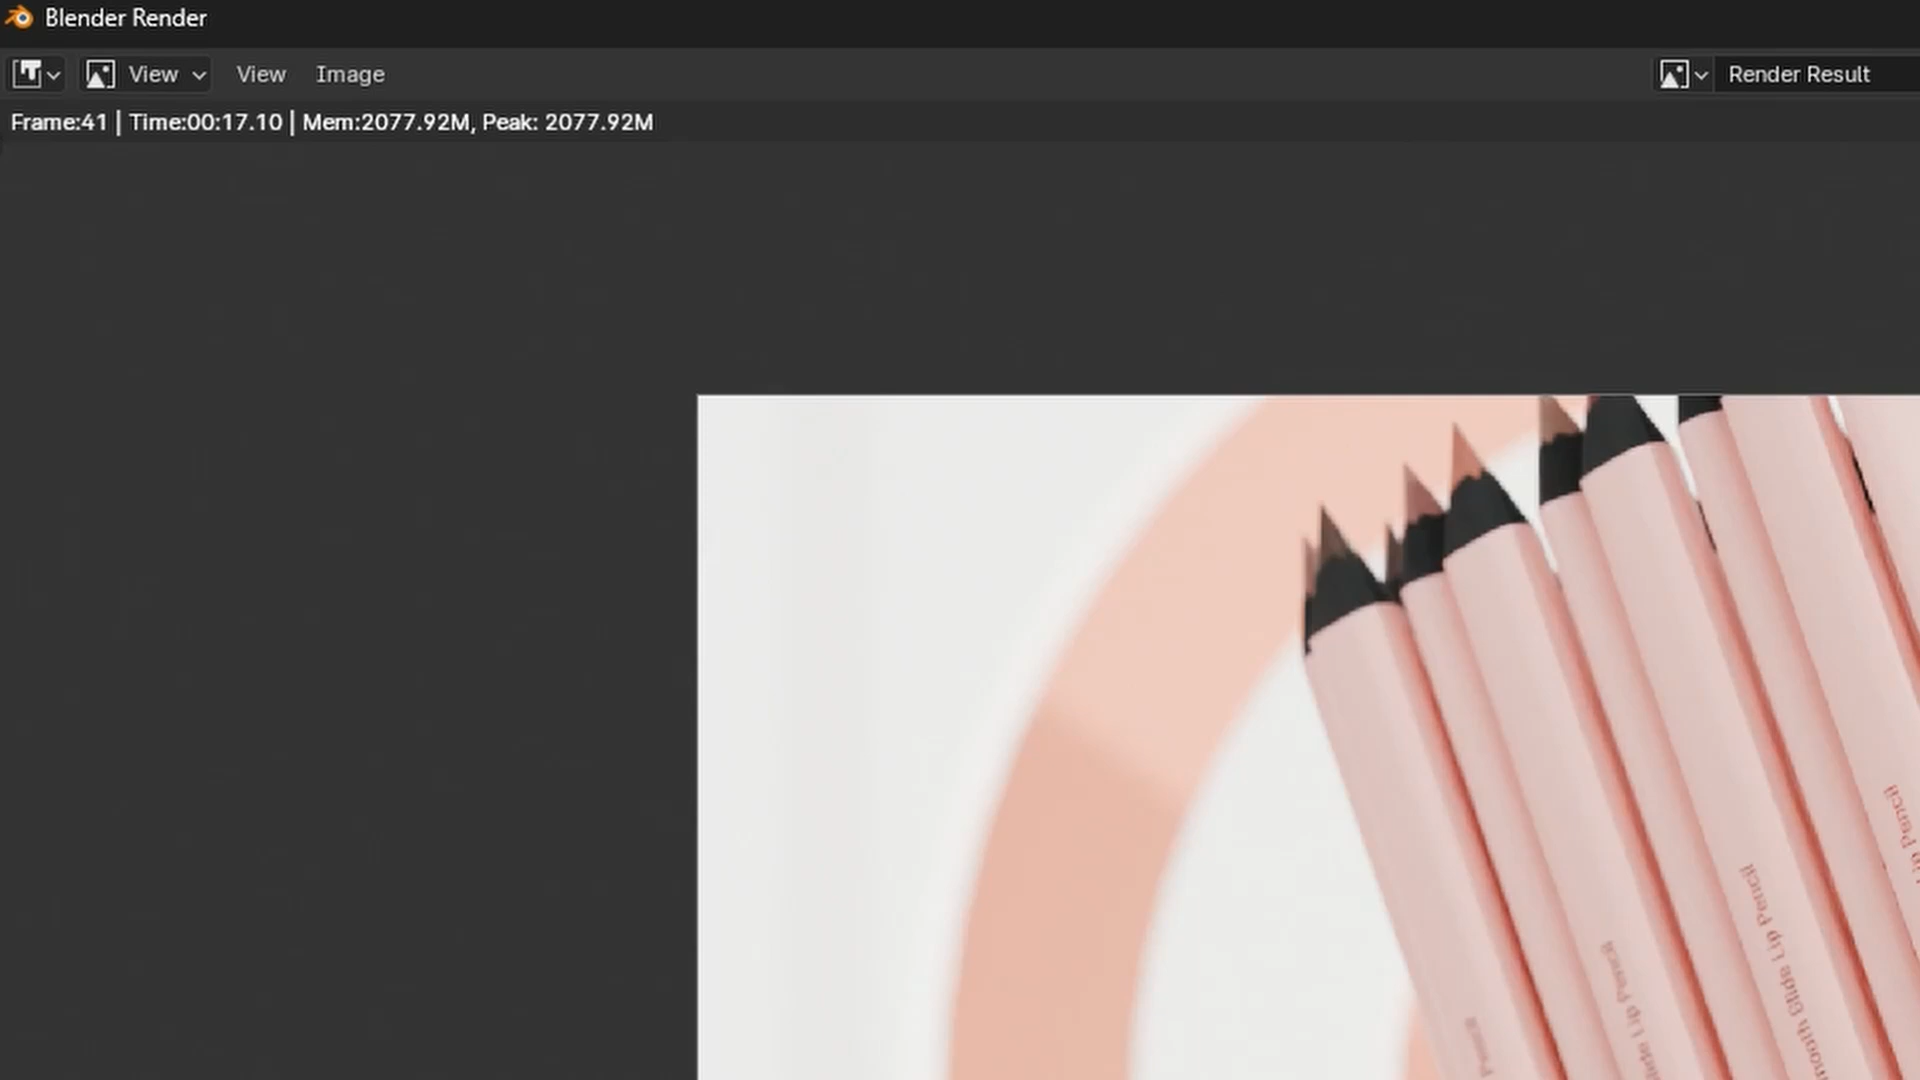 Blender Render
View View Image Render Result
Frame:41 | Time:00:17.10 | Mem:2077.92M, Peak: 2077.92M
Lip Pencil
Glide Lip Pencil
Lip Pencil
Pencil